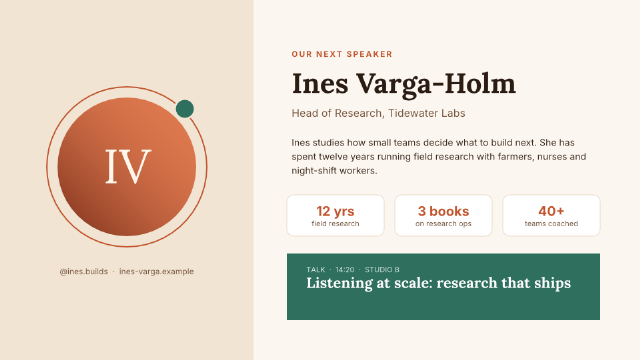 IV
@ines.builds · ines-varga.example
OUR NEXT SPEAKER
Ines Varga-Holm
Head of Research, Tidewater Labs
Ines studies how small teams decide what to build next. She has
spent twelve years running field research with farmers, nurses and
night-shift workers.
12 yrs
field research
3 books
on research ops
40+
teams coached
TALK · 14:20 · STUDIO B
Listening at scale: research that ships